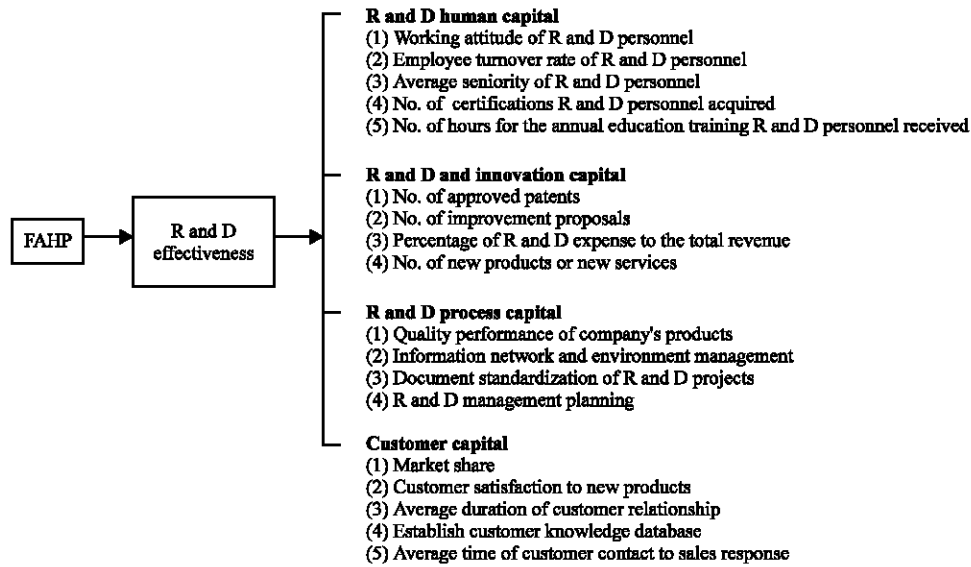 FAHP
R and D
effectiveness
R and D human capital
(1) Working attitude of R and D personnel
(2) Employee turnover rate of R and D personnel
(3) Average seniority of R and D personnel
(4) No. of certifications R and D personnel acquired
(5) No. of hours for the annual education training R and D personnel received
R and D and innovation capital
(1) No. of approved patents
(2) No. of improvement proposals
(3) Percentage of R and D expense to the total revenue
(4) No. of new products or new services
R and D process capital
(1) Quality performance of company's products
(2) Information network and environment management
(3) Document standardization of R and D projects
(4) R and D management planning
Customer capital
(1) Market share
(2) Customer satisfaction to new products
(3) Average duration of customer relationship
(4) Establish customer knowledge database
(5) Average time of customer contact to sales response